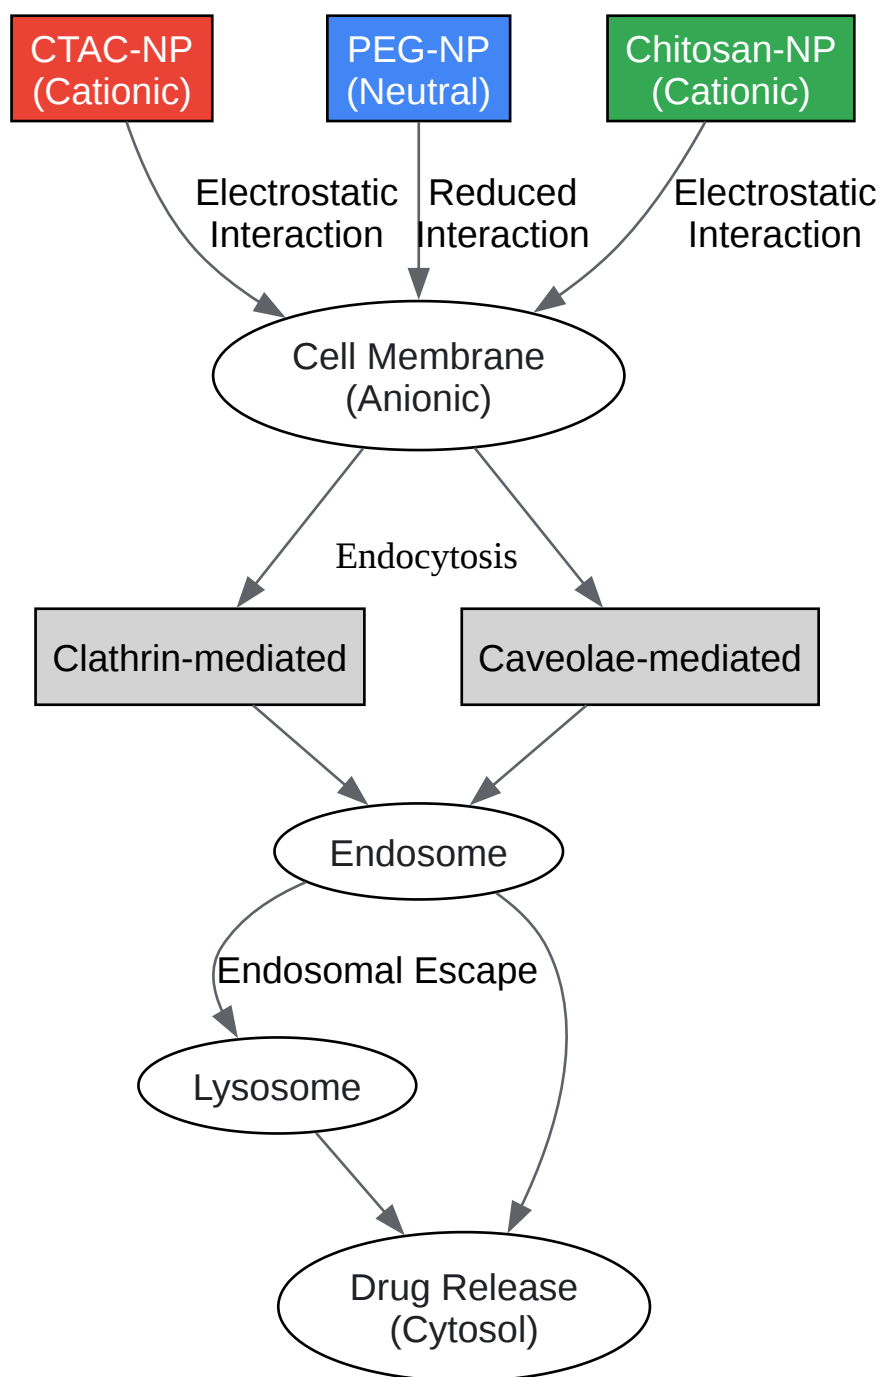 CTAC-NP
(Cationic)
PEG-NP
(Neutral)
Chitosan-NP
(Cationic)
Electrostatic
Interaction
Reduced
Interaction
Electrostatic
Interaction
Cell Membrane
(Anionic)
Endocytosis
Clathrin-mediated
Caveolae-mediated
Endosome
Endosomal Escape
Lysosome
Drug Release
(Cytosol)